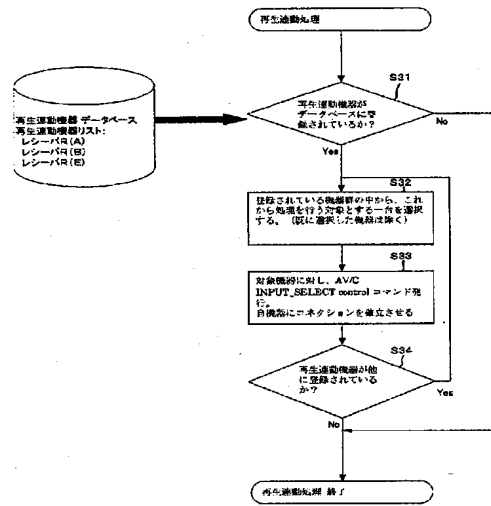 再生連動処理
S31
再生連動機器 データベース
再生連動機器リスト:
レシーバR(A)
レシーバR(B)
レシーバR(E)
再生連動機器が
データベースに登
録されているか?
No
Yes
S32
登録されている機器群の中から、これ
から処理を行う対象とする一台を選択
する。(既に選択した機器は除く)
S33
対象機器に対し、AV/C
INPUT_SELECT control コマンド発
行。
自機器にコネクションを確立させる
S34
再生連動機器が他
に登録されている
か?
Yes
No
再生連動処理 終了